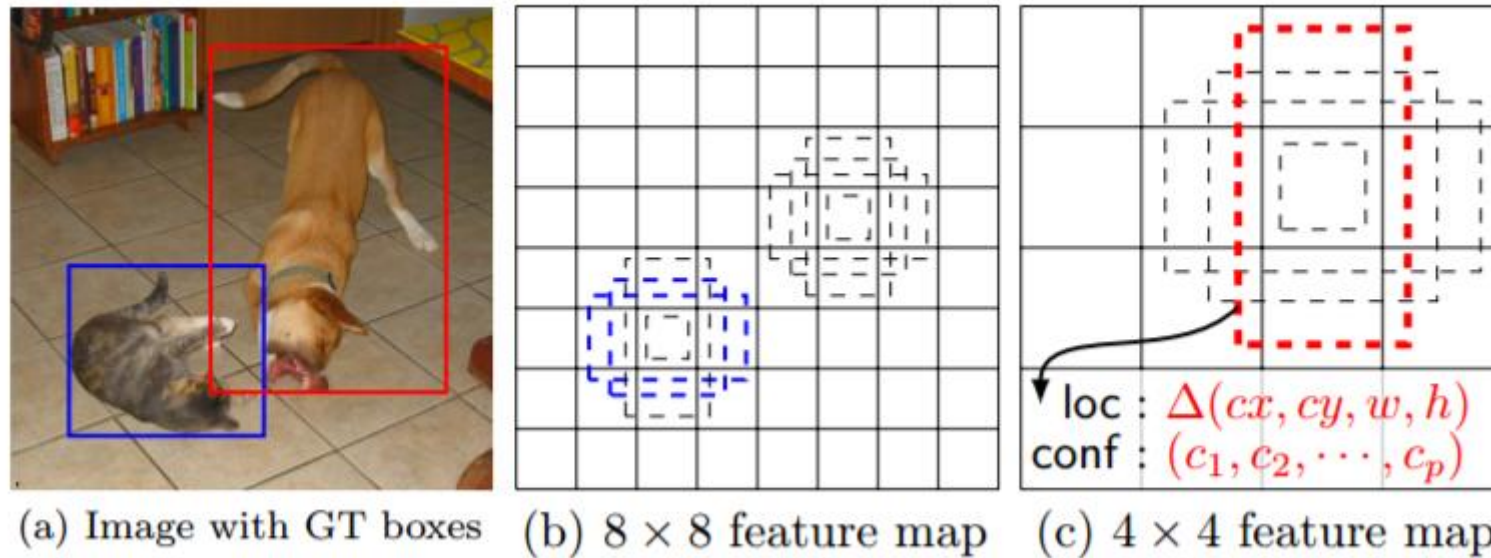 loc : Δ(cx, cy, w, h)
conf : (c₁, c₂, ⋯, cₚ)
(a) Image with GT boxes
(b) 8 × 8 feature map
(c) 4 × 4 feature map